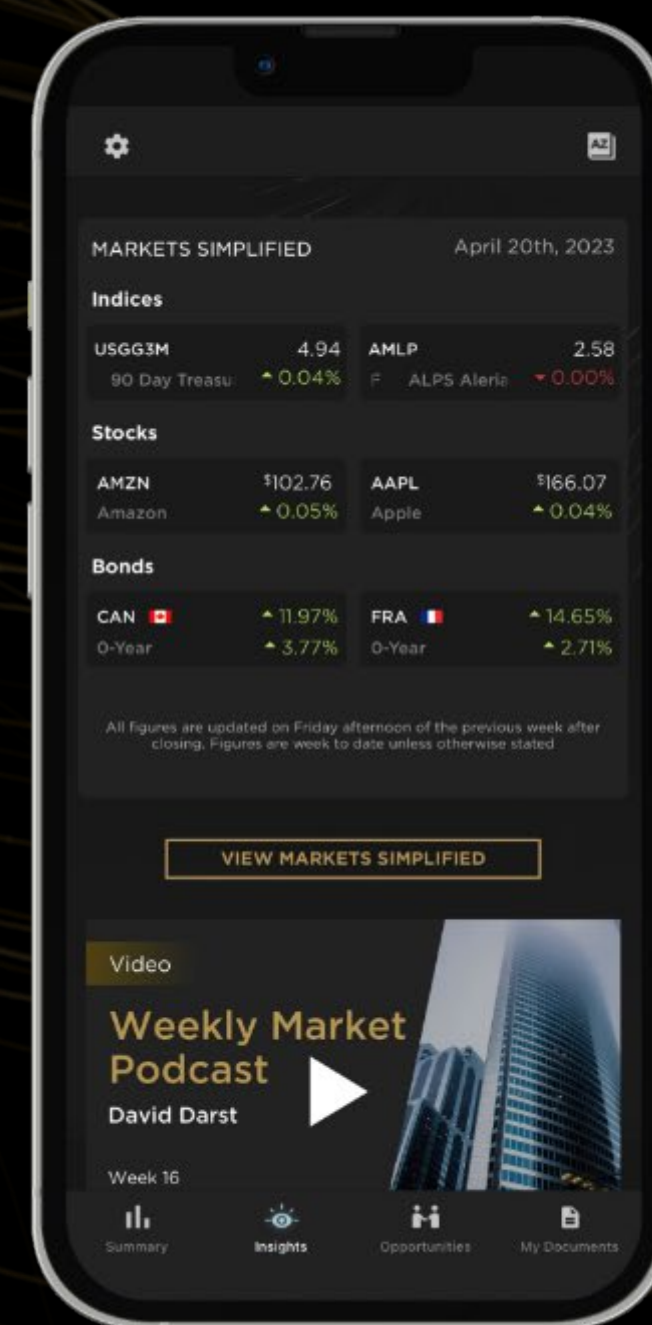 AZ
MARKETS SIMPLIFIED April 20th, 2023
Indices
USGG3M 4.94 AMLP 2.58
90 Day Treasu 0.04% F ALPS Aleria 0.00%
Stocks
AMZN $102.76 AAPL $166.07
Amazon 0.05% Apple 0.04%
Bonds
CAN 11.97% FRA 14.65%
0-Year 3.77% 0-Year 2.71%
All figures are updated on Friday afternoon of the previous week after
closing. Figures are week to date unless otherwise stated
VIEW MARKETS SIMPLIFIED
Video
Weekly Market
Podcast
David Darst
Week 16
Summary Insights Opportunities My Documents